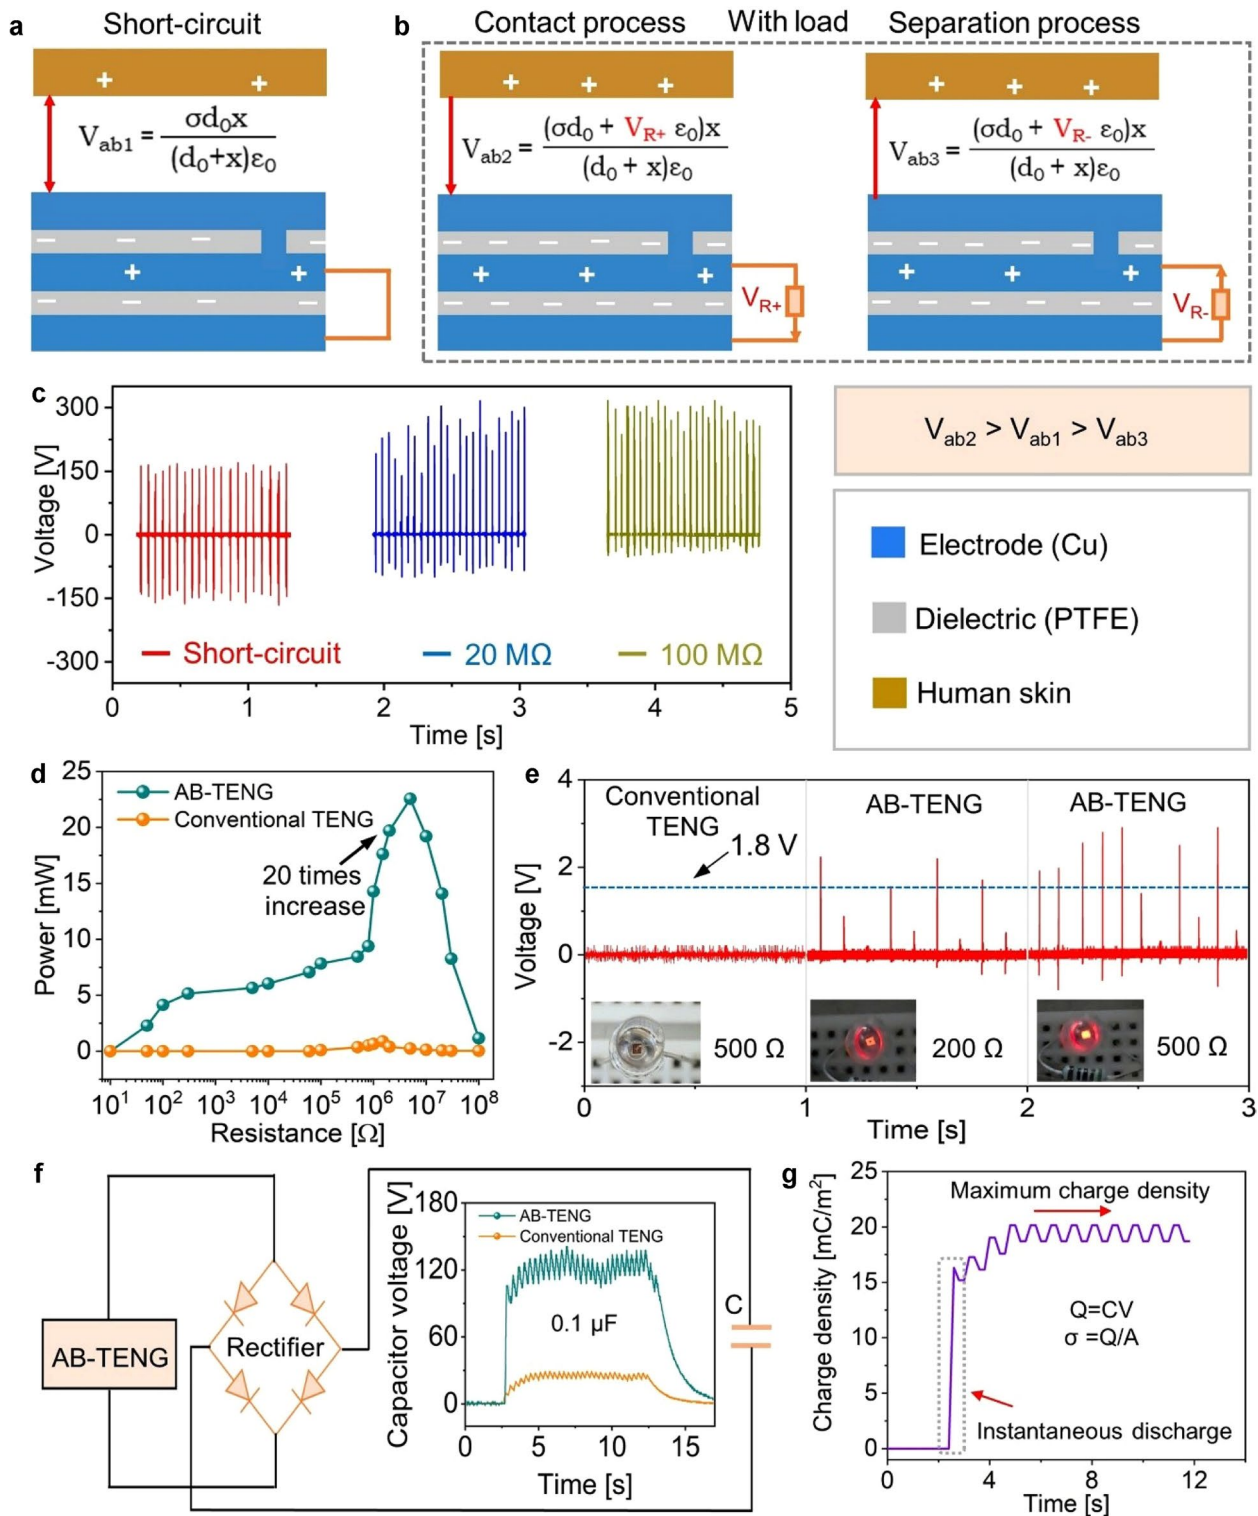 a
Short-circuit
b
Contact process
With load
Separation process
+ +
V_ab1 = σd₀x / (d₀+x)ε₀
− − − −
+ +
− − −
+ + +
V_ab2 = (σd₀ + V_R+ ε₀)x / (d₀ + x)ε₀
− − − − − −
+ + +
− − − − − −
V_R+
+ + +
V_ab3 = (σd₀ + V_R- ε₀)x / (d₀ + x)ε₀
− − − − − −
+ + +
− − − − − −
V_R-
c
Voltage [V]
300
150
0
-150
-300
Short-circuit
20 MΩ
100 MΩ
0 1 2 3 4 5
Time [s]
V_ab2 > V_ab1 > V_ab3
Electrode (Cu)
Dielectric (PTFE)
Human skin
d
Power [mW]
25
20
15
10
5
0
AB-TENG
Conventional TENG
20 times
increase
10¹ 10² 10³ 10⁴ 10⁵ 10⁶ 10⁷ 10⁸
Resistance [Ω]
e
Voltage [V]
4
2
0
-2
Conventional
TENG
1.8 V
AB-TENG
AB-TENG
500 Ω
200 Ω
500 Ω
0 1 2 3
Time [s]
f
AB-TENG
Rectifier
Capacitor voltage [V]
180
120
60
0
AB-TENG
Conventional TENG
0.1 µF
0 5 10 15
Time [s]
C
g
Charge density [mC/m²]
25
20
15
10
5
0
Maximum charge density
Q=CV
σ =Q/A
Instantaneous discharge
0 4 8 12
Time [s]